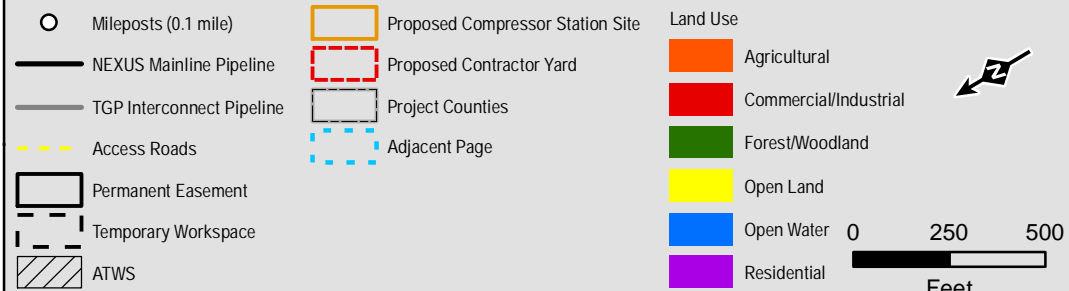 Mileposts (0.1 mile)
NEXUS Mainline Pipeline
TGP Interconnect Pipeline
Access Roads
Permanent Easement
Temporary Workspace
ATWS
Proposed Compressor Station Site
Proposed Contractor Yard
Project Counties
Adjacent Page
Land Use
Agricultural
Commercial/Industrial
Forest/Woodland
Open Land
Open Water
Residential
N
0 250 500
Feet